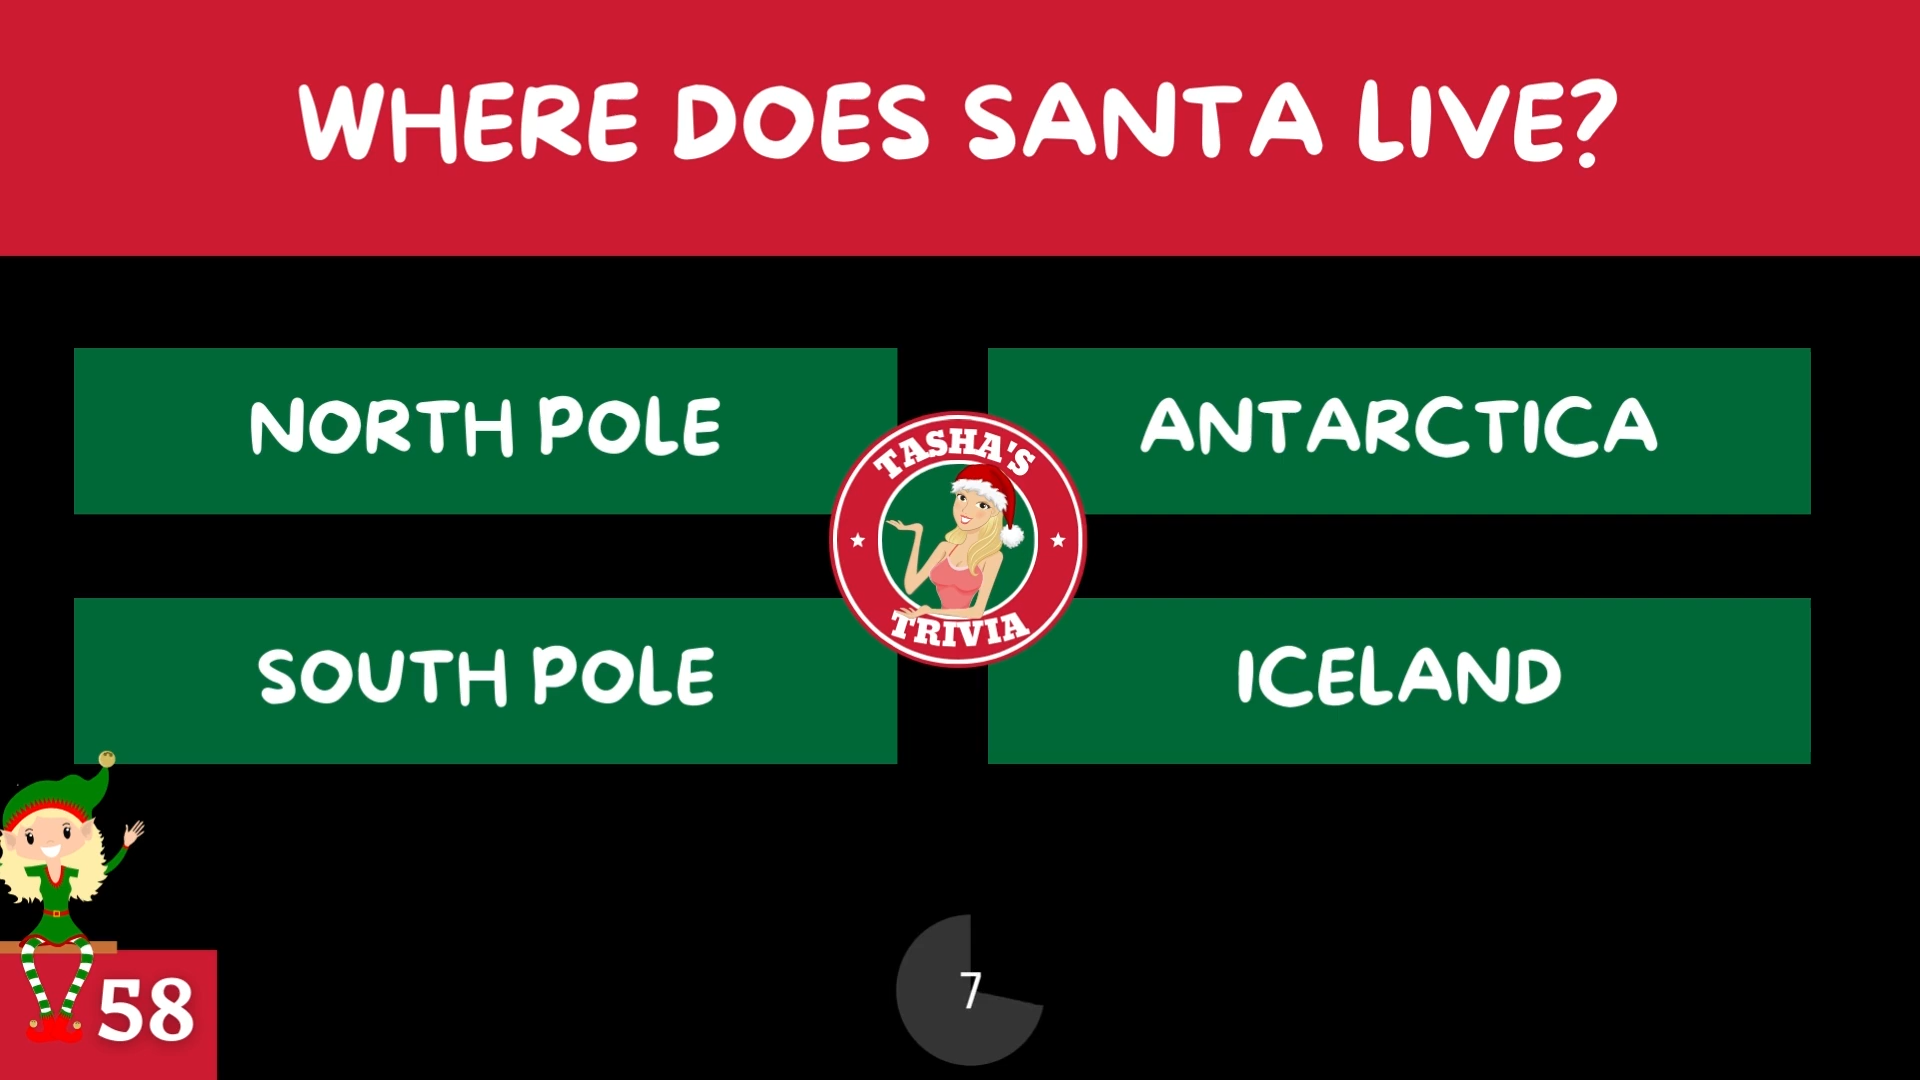 WHERE DOES SANTA LIVE?
NORTH POLE
ANTARCTICA
TASHA'S
TRIVIA
SOUTH POLE
ICELAND
58
7